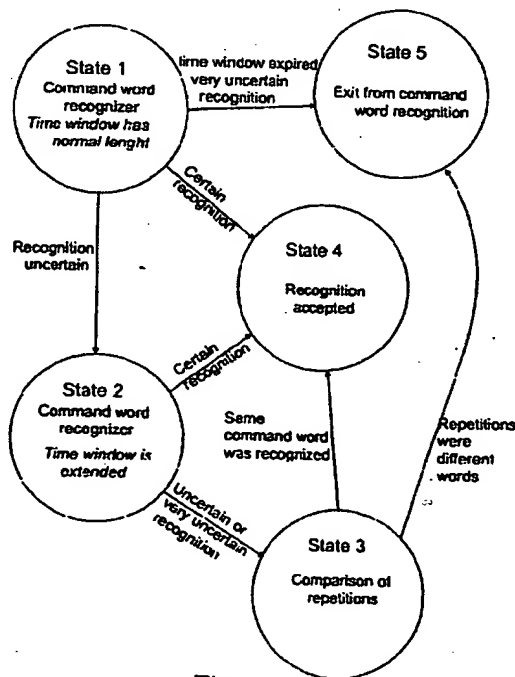 State 1
Command word
recognizer
Time window has
normal lenght
time window expired
very uncertain
recognition
State 5
Exit from command
word recognition
Certain
recognition
Recognition
uncertain
State 4
Recognition
accepted
State 2
Command word
recognizer
Time window is
extended
Certain
recognition
Same
command word
was recognized
Repetitions
were
different
words
Uncertain or
very uncertain
recognition
State 3
Comparison of
repetitions